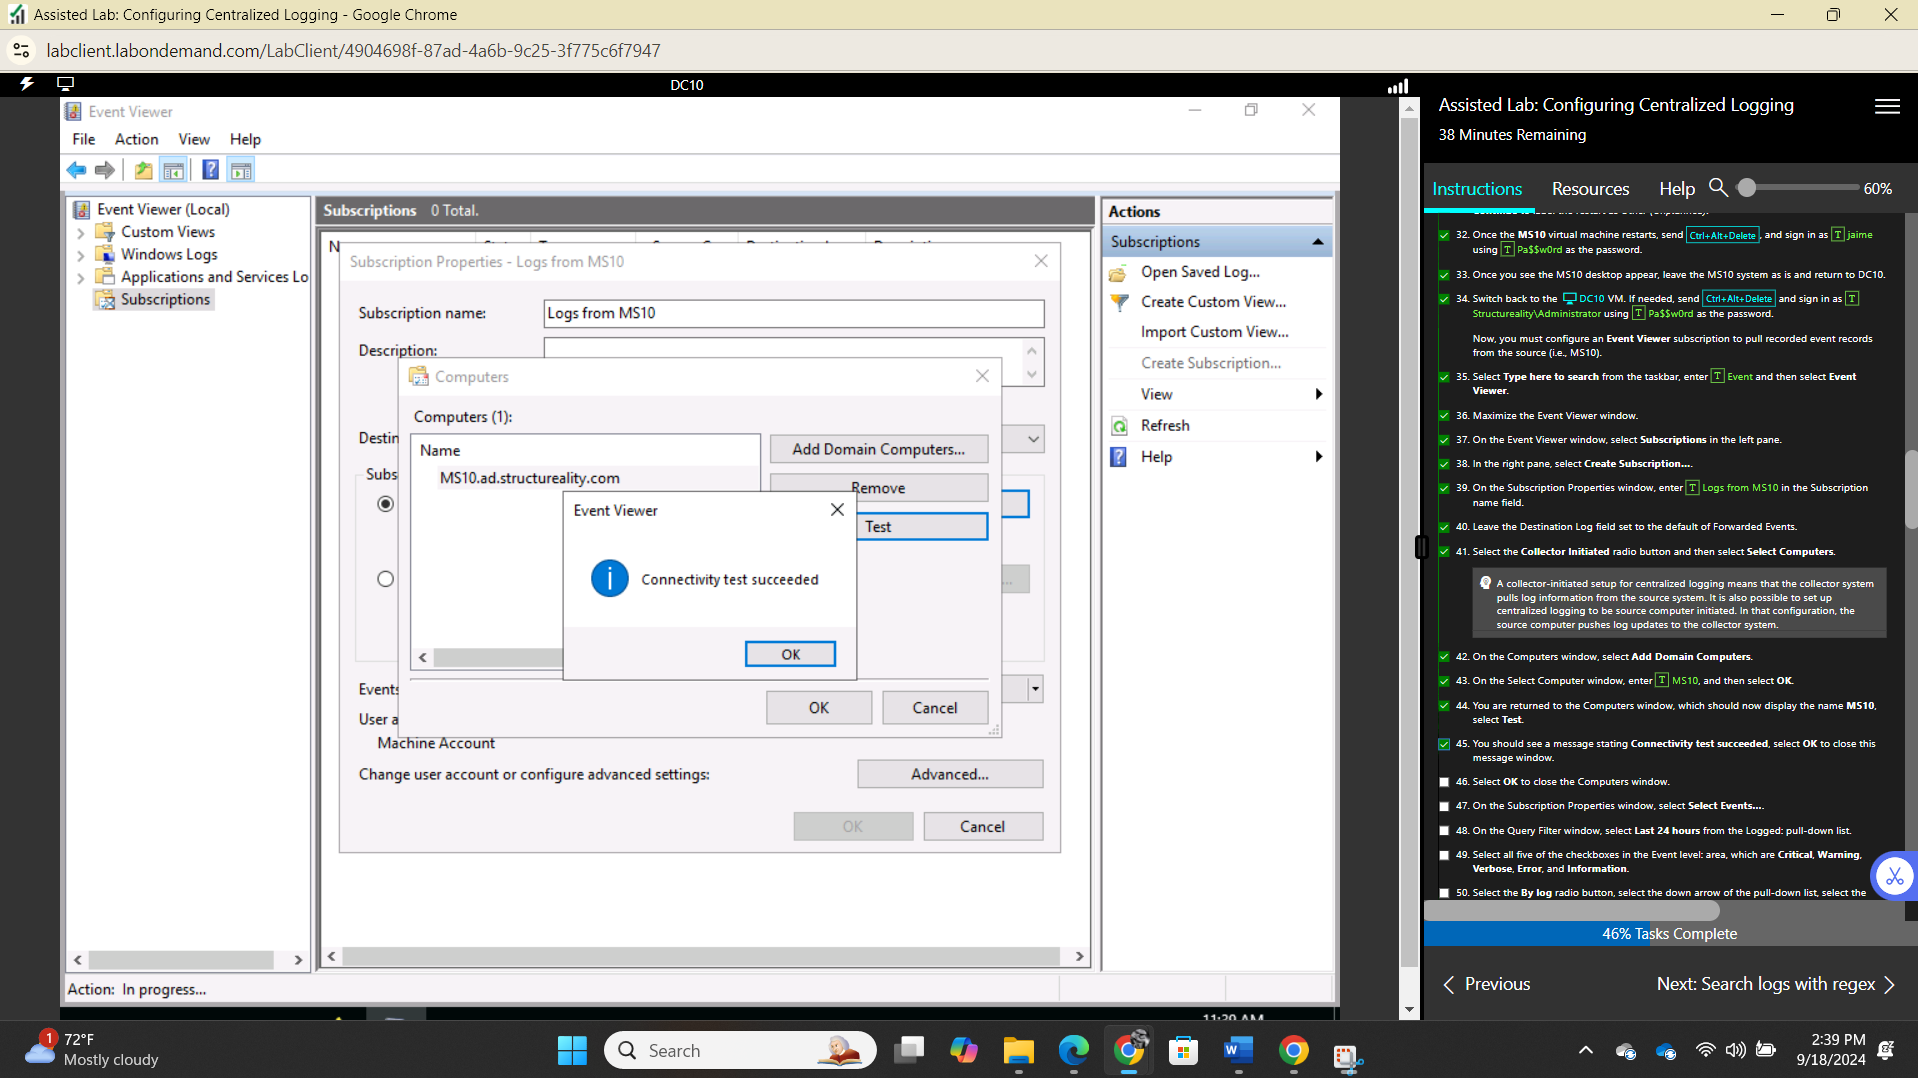 Assisted Lab: Configuring Centralized Logging - Google Chrome
labclient.labondemand.com/LabClient/4904698f-87ad-4a6b-9c25-3f775c6f7947
DC10
Event Viewer
File Action View Help
Event Viewer (Local)
Custom Views
Windows Logs
Applications and Services Lo
Subscriptions
Subscriptions 0 Total.
Subscription Properties - Logs from MS10
Subscription name: Logs from MS10
Description:
Computers
Computers (1):
Destin
Name
MS10.ad.structureality.com
Add Domain Computers...
Remove
Test
Subs
Event Viewer
Connectivity test succeeded
OK
OK Cancel
Events
User a
Machine Account
Change user account or configure advanced settings: Advanced...
OK Cancel
Action: In progress...
Actions
Subscriptions
Open Saved Log...
Create Custom View...
Import Custom View...
Create Subscription...
View
Refresh
Help
Assisted Lab: Configuring Centralized Logging
38 Minutes Remaining
Instructions Resources Help 60%
32. Once the MS10 virtual machine restarts, send Ctrl+Alt+Delete, and sign in as T jaime
using T Pa$$w0rd as the password.
33. Once you see the MS10 desktop appear, leave the MS10 system as is and return to DC10.
34. Switch back to the DC10 VM. If needed, send Ctrl+Alt+Delete and sign in as T
Structureality\Administrator using T Pa$$w0rd as the password.
Now, you must configure an Event Viewer subscription to pull recorded event records
from the source (i.e., MS10).
35. Select Type here to search from the taskbar, enter T Event and then select Event
Viewer.
36. Maximize the Event Viewer window.
37. On the Event Viewer window, select Subscriptions in the left pane.
38. In the right pane, select Create Subscription....
39. On the Subscription Properties window, enter T Logs from MS10 in the Subscription
name field.
40. Leave the Destination Log field set to the default of Forwarded Events.
41. Select the Collector Initiated radio button and then select Select Computers.
A collector-initiated setup for centralized logging means that the collector system
pulls log information from the source system. It is also possible to set up
centralized logging to be source computer initiated. In that configuration, the
source computer pushes log updates to the collector system.
42. On the Computers window, select Add Domain Computers.
43. On the Select Computer window, enter T MS10, and then select OK.
44. You are returned to the Computers window, which should now display the name MS10,
select Test.
45. You should see a message stating Connectivity test succeeded, select OK to close this
message window.
46. Select OK to close the Computers window.
47. On the Subscription Properties window, select Select Events....
48. On the Query Filter window, select Last 24 hours from the Logged: pull-down list.
49. Select all five of the checkboxes in the Event level: area, which are Critical, Warning,
Verbose, Error, and Information.
50. Select the By log radio button, select the down arrow of the pull-down list, select the
46% Tasks Complete
Previous Next: Search logs with regex
1
72°F
Mostly cloudy
Search
2:39 PM
9/18/2024